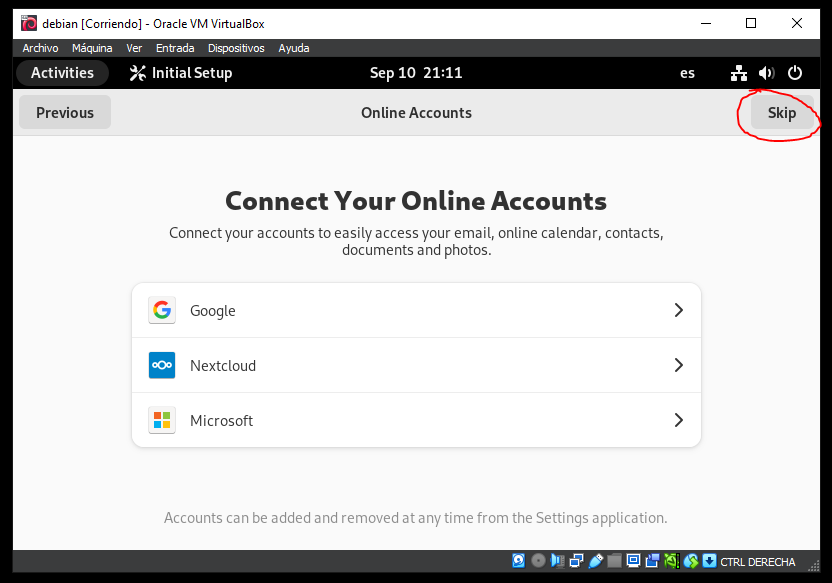 debian [Corriendo] - Oracle VM VirtualBox
Archivo Máquina Ver Entrada Dispositivos Ayuda
Activities Initial Setup Sep 10 21:11 es
Previous Online Accounts Skip
Connect Your Online Accounts
Connect your accounts to easily access your email, online calendar, contacts,
documents and photos.
Google
Nextcloud
Microsoft
Accounts can be added and removed at any time from the Settings application.
CTRL DERECHA